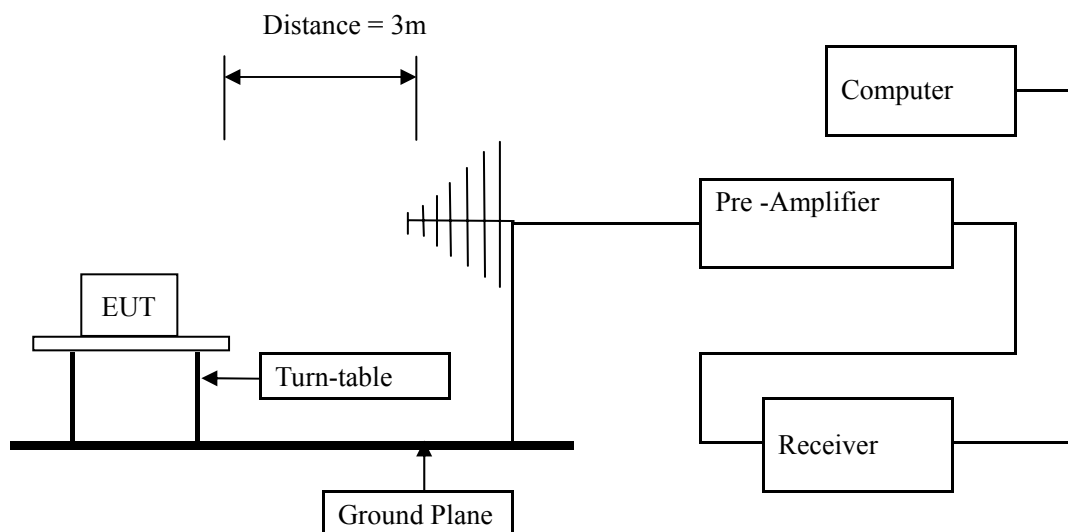 Distance = 3m
Computer
Pre -Amplifier
EUT
Turn-table
Receiver
Ground Plane